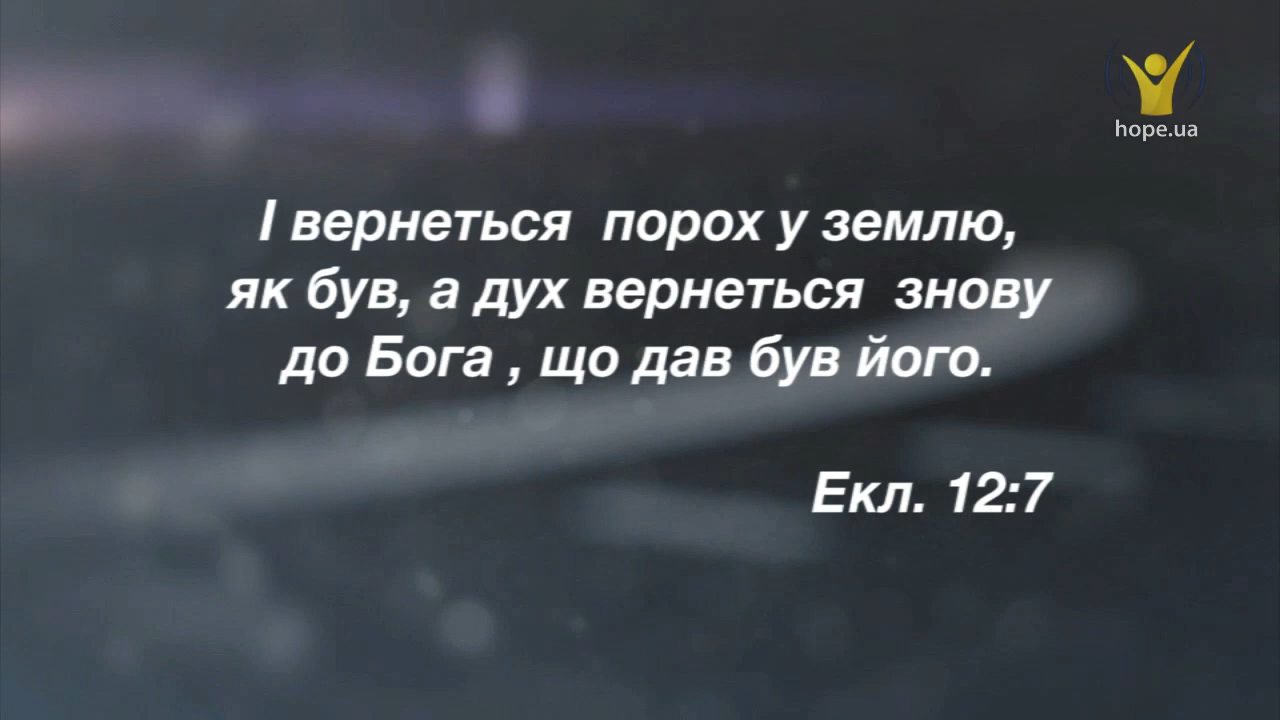 hope.ua
І вернеться порох у землю,
як був, а дух вернеться знову
до Бога , що дав був його.
Екл. 12:7